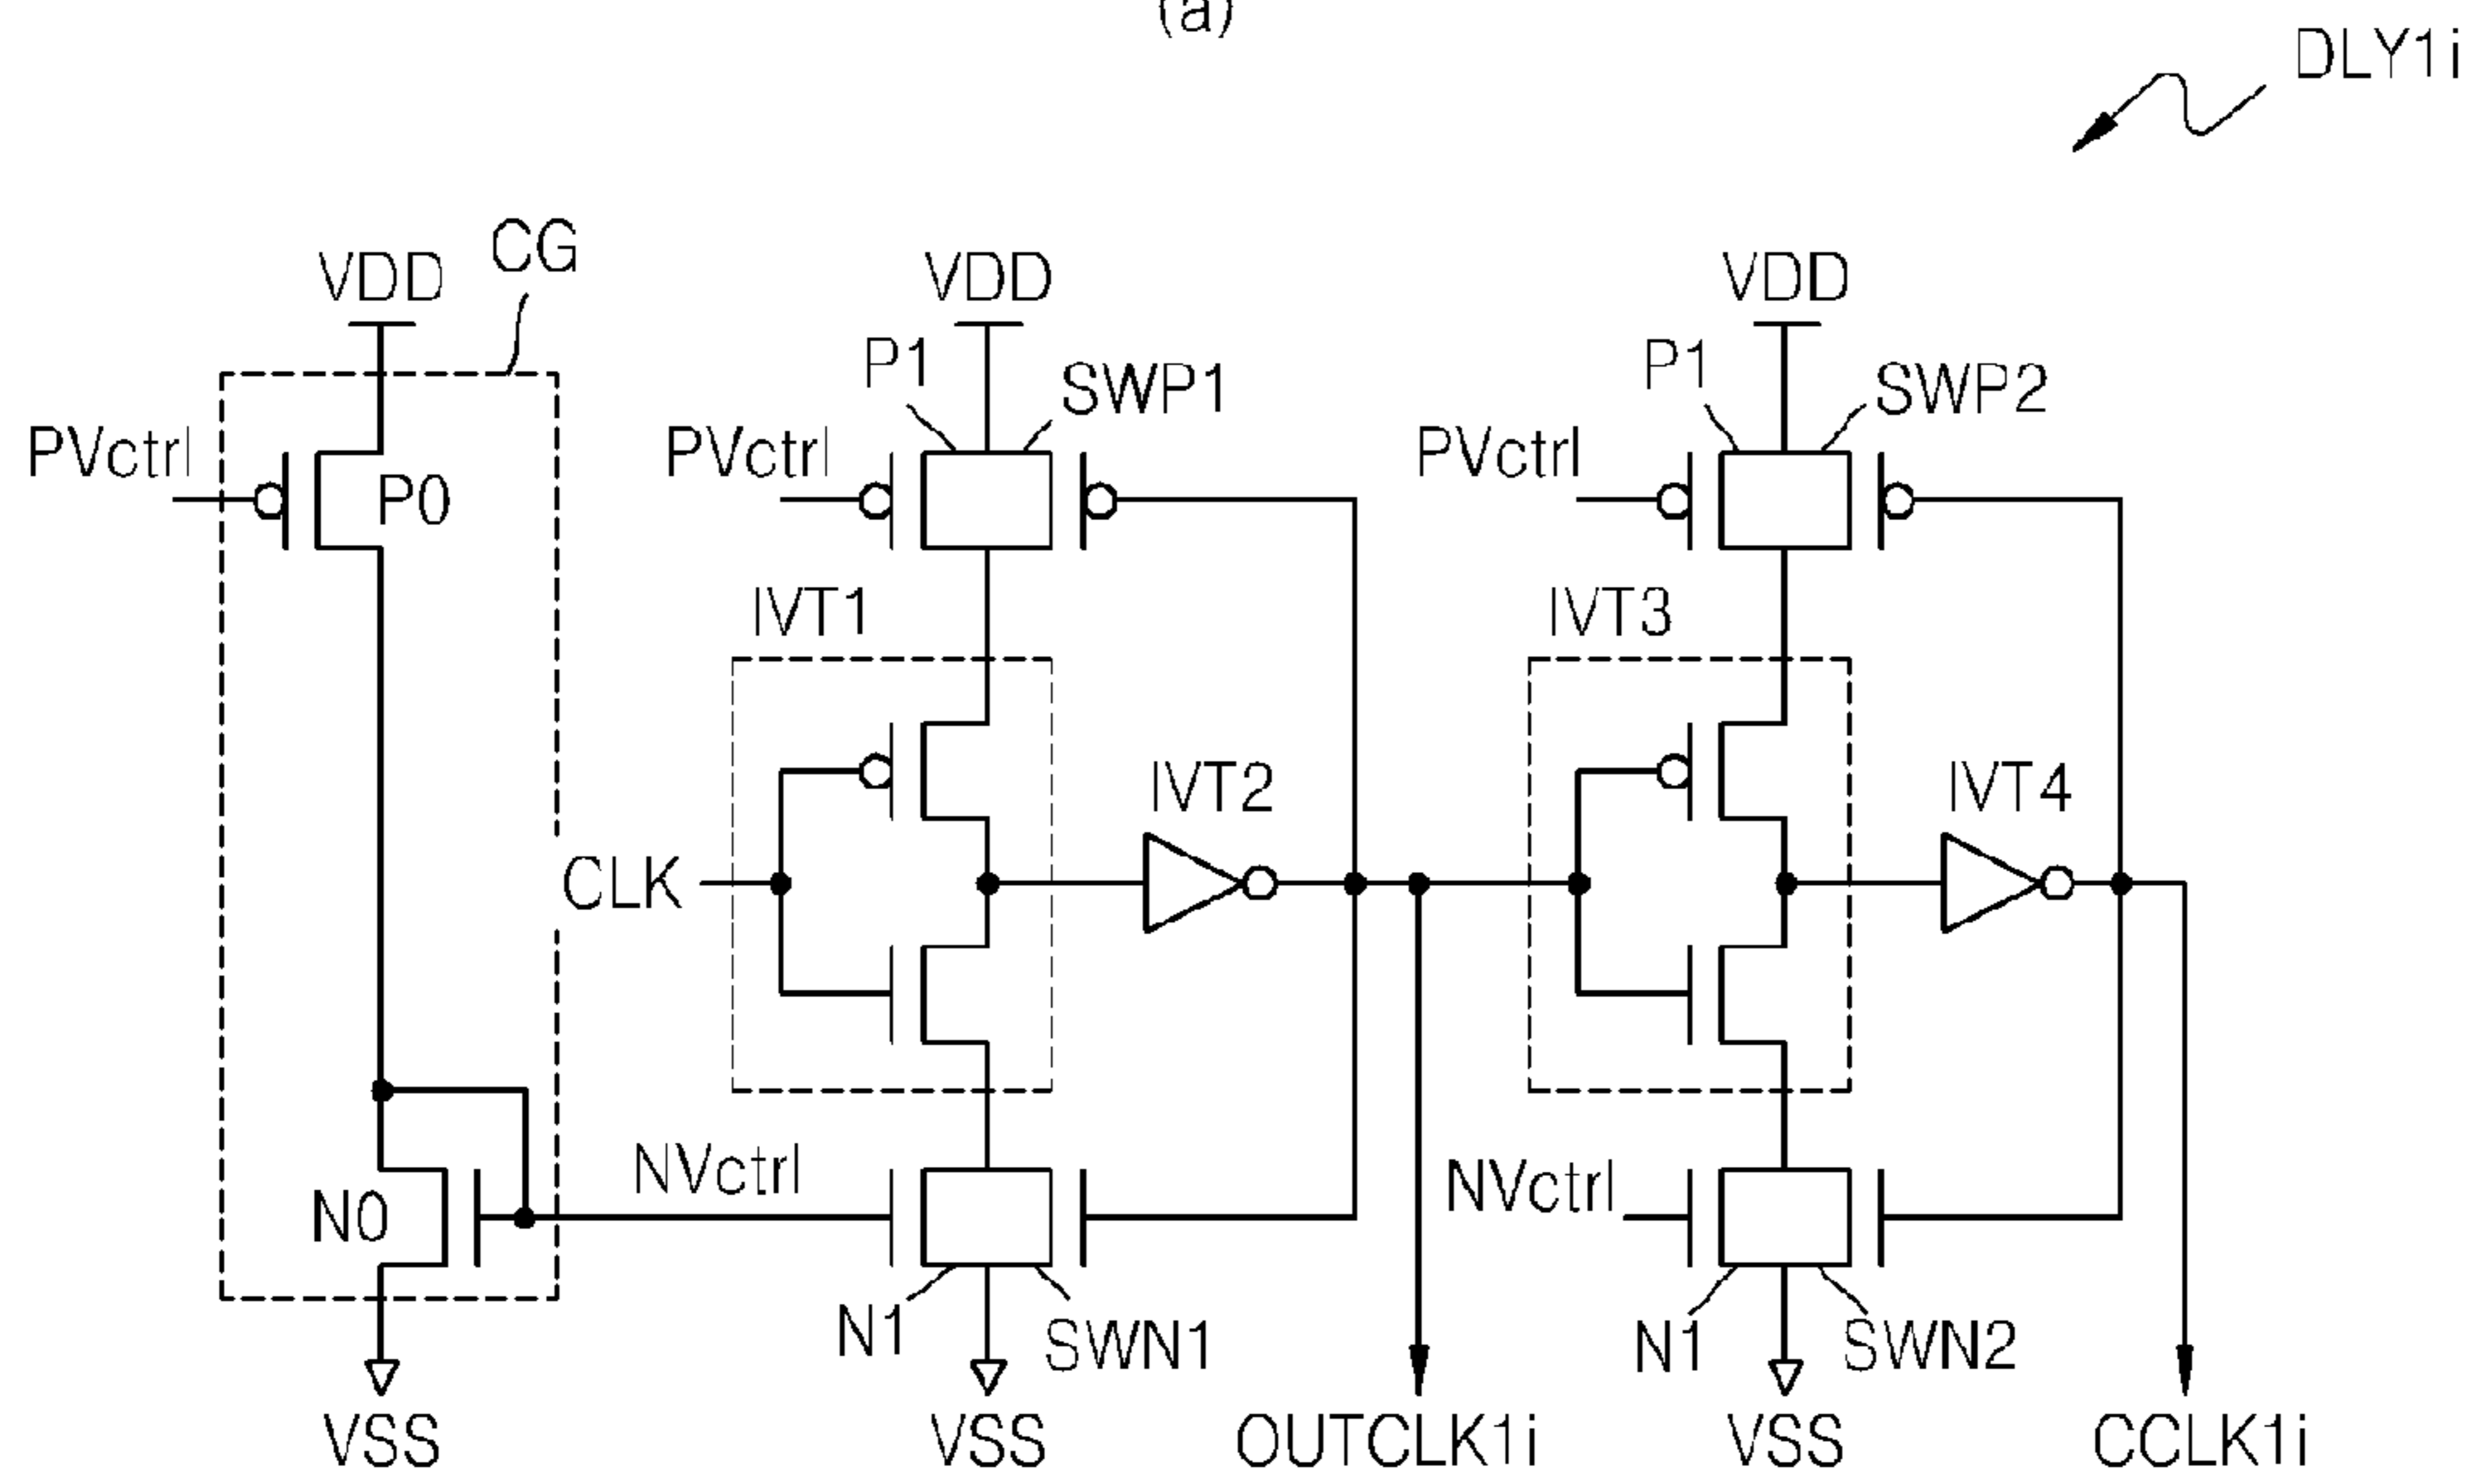 (a)
DLY1i
VDD
CG
VDD
VDD
P1
SWP1
P1
SWP2
PVctrl
P0
PVctrl
PVctrl
IVT1
IVT3
IVT2
IVT4
CLK
NVctrl
NVctrl
N0
N1
SWN1
N1
SWN2
VSS
VSS
OUTCLK1i
VSS
CCLK1i